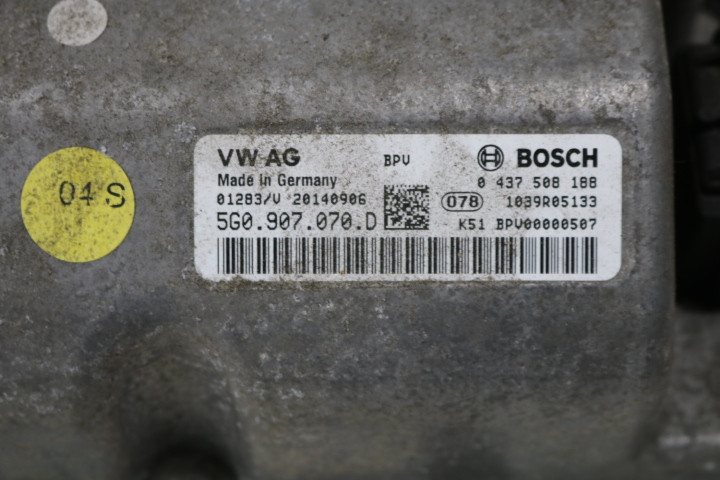 VW AG BPV BOSCH
Made in Germany 0 437 508 188
01283/V 20140906 078 1039R05133
5G0.907.070.D K51 BPV00000507
04S